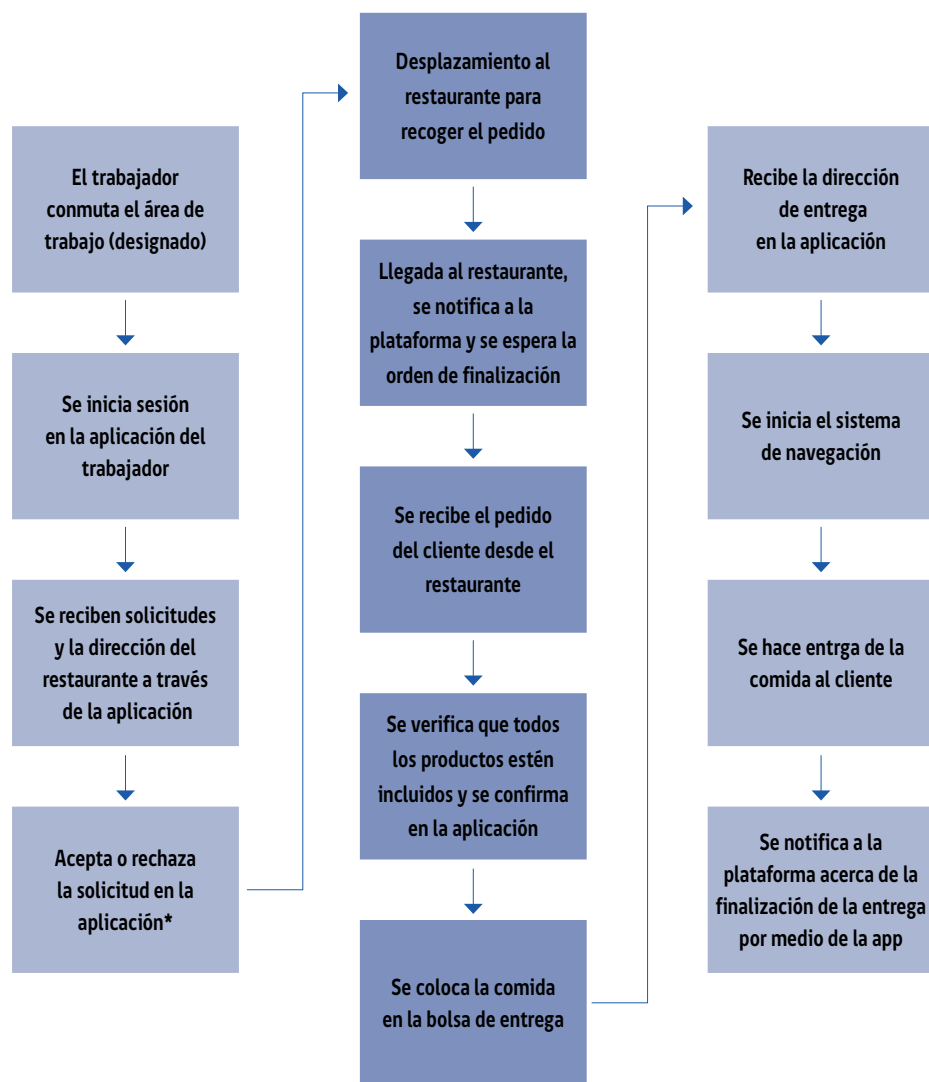 El trabajador
conmuta el área de
trabajo (designado)
Se inicia sesión
en la aplicación del
trabajador
Se reciben solicitudes
y la dirección del
restaurante a través
de la aplicación
Acepta o rechaza
la solicitud en la
aplicación*
Desplazamiento al
restaurante para
recoger el pedido
Llegada al restaurante,
se notifica a la
plataforma y se espera la
orden de finalización
Se recibe el pedido
del cliente desde el
restaurante
Se verifica que todos
los productos estén
incluidos y se confirma
en la aplicación
Se coloca la comida
en la bolsa de entrega
Recibe la dirección
de entrega
en la aplicación
Se inicia el sistema
de navegación
Se hace entrga de la
comida al cliente
Se notifica a la
plataforma acerca de la
finalización de la entrega
por medio de la app